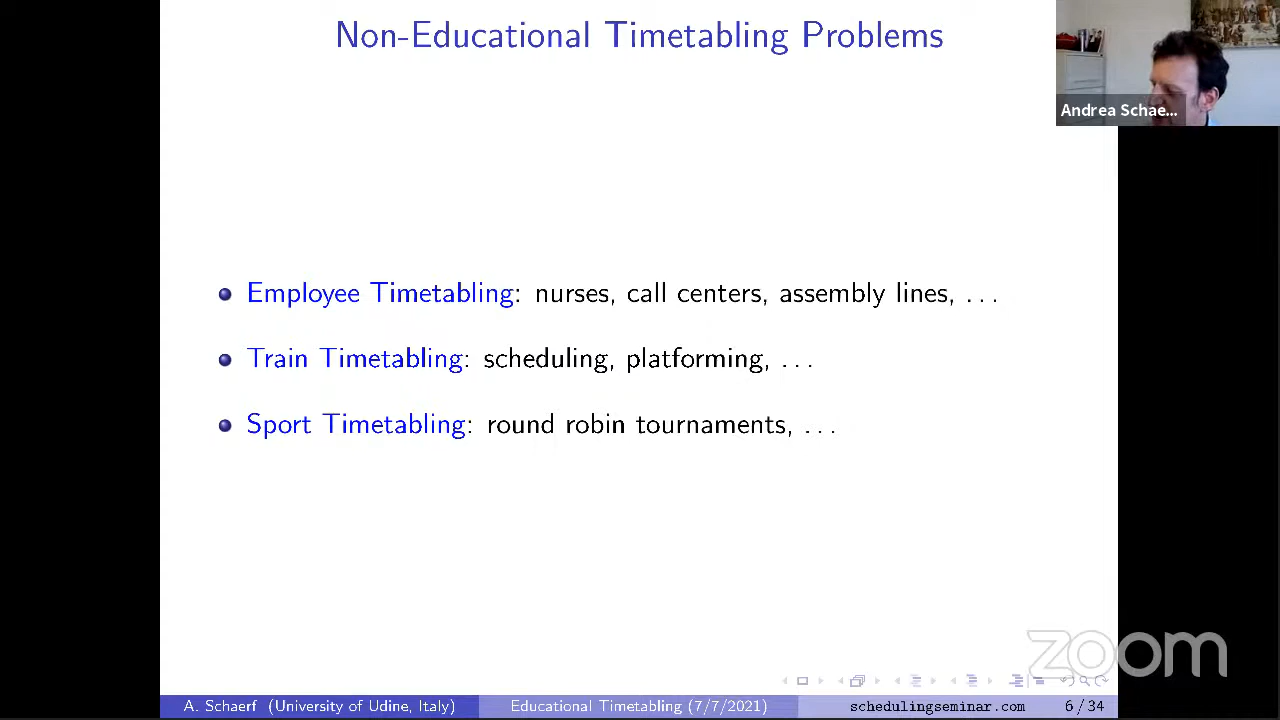 Non-Educational Timetabling Problems
Andrea Schae...
Employee Timetabling: nurses, call centers, assembly lines, ...
Train Timetabling: scheduling, platforming, ...
Sport Timetabling: round robin tournaments, ...
zoom
A. Schaerf (University of Udine, Italy) Educational Timetabling (7/7/2021) schedulingseminar.com 6 / 34